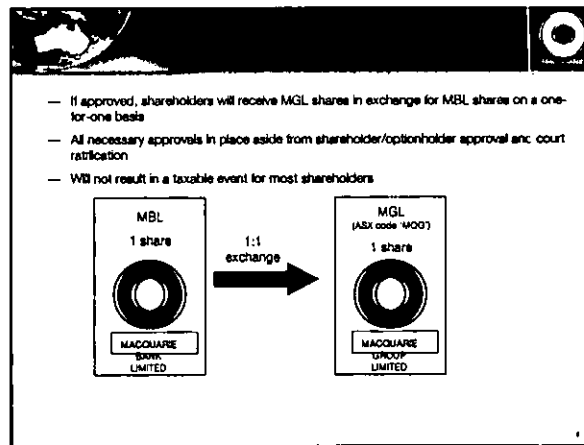 — If approved, shareholders will receive MGL shares in exchange for MBL shares on a one-
for-one basis
— All necessary approvals in place aside from shareholder/optionholder approval and court
ratification
— Will not result in a taxable event for most shareholders
MBL
1 share
MACQUARIE
BANK
LIMITED
1:1
exchange
MGL
(ASX code 'MQG')
1 share
MACQUARIE
GROUP
LIMITED